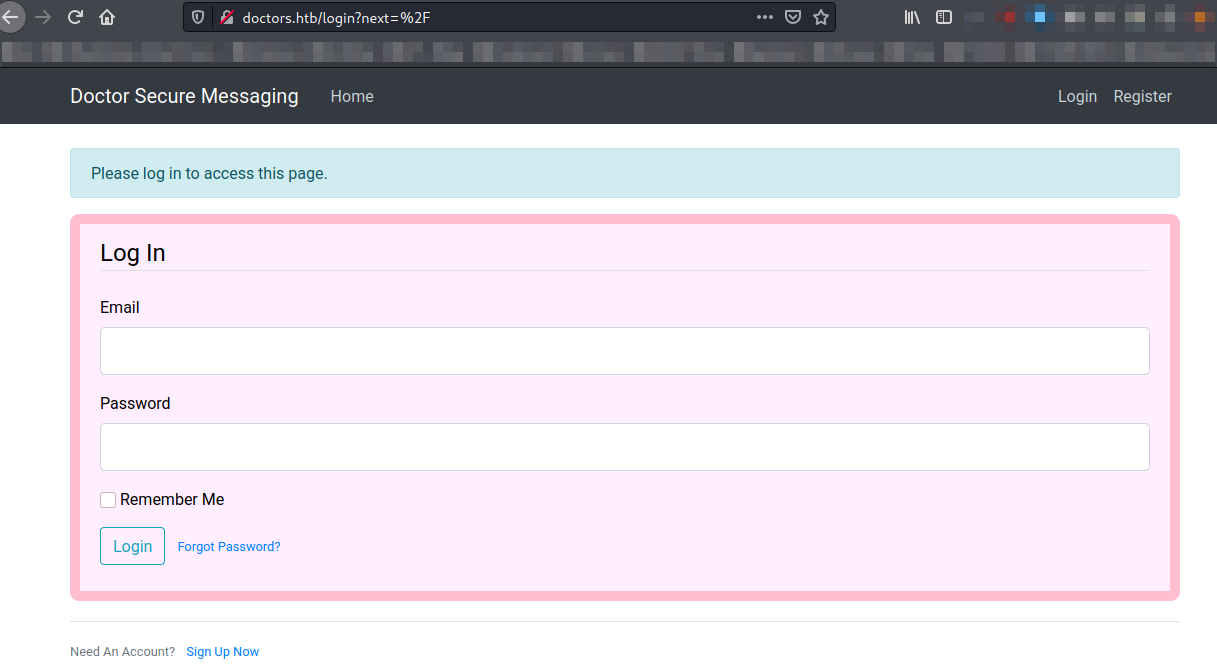 doctors.htb/login?next=%2F
Doctor Secure Messaging Home Login Register
Please log in to access this page.
Log In
Email
Password
Remember Me
Login Forgot Password?
Need An Account? Sign Up Now